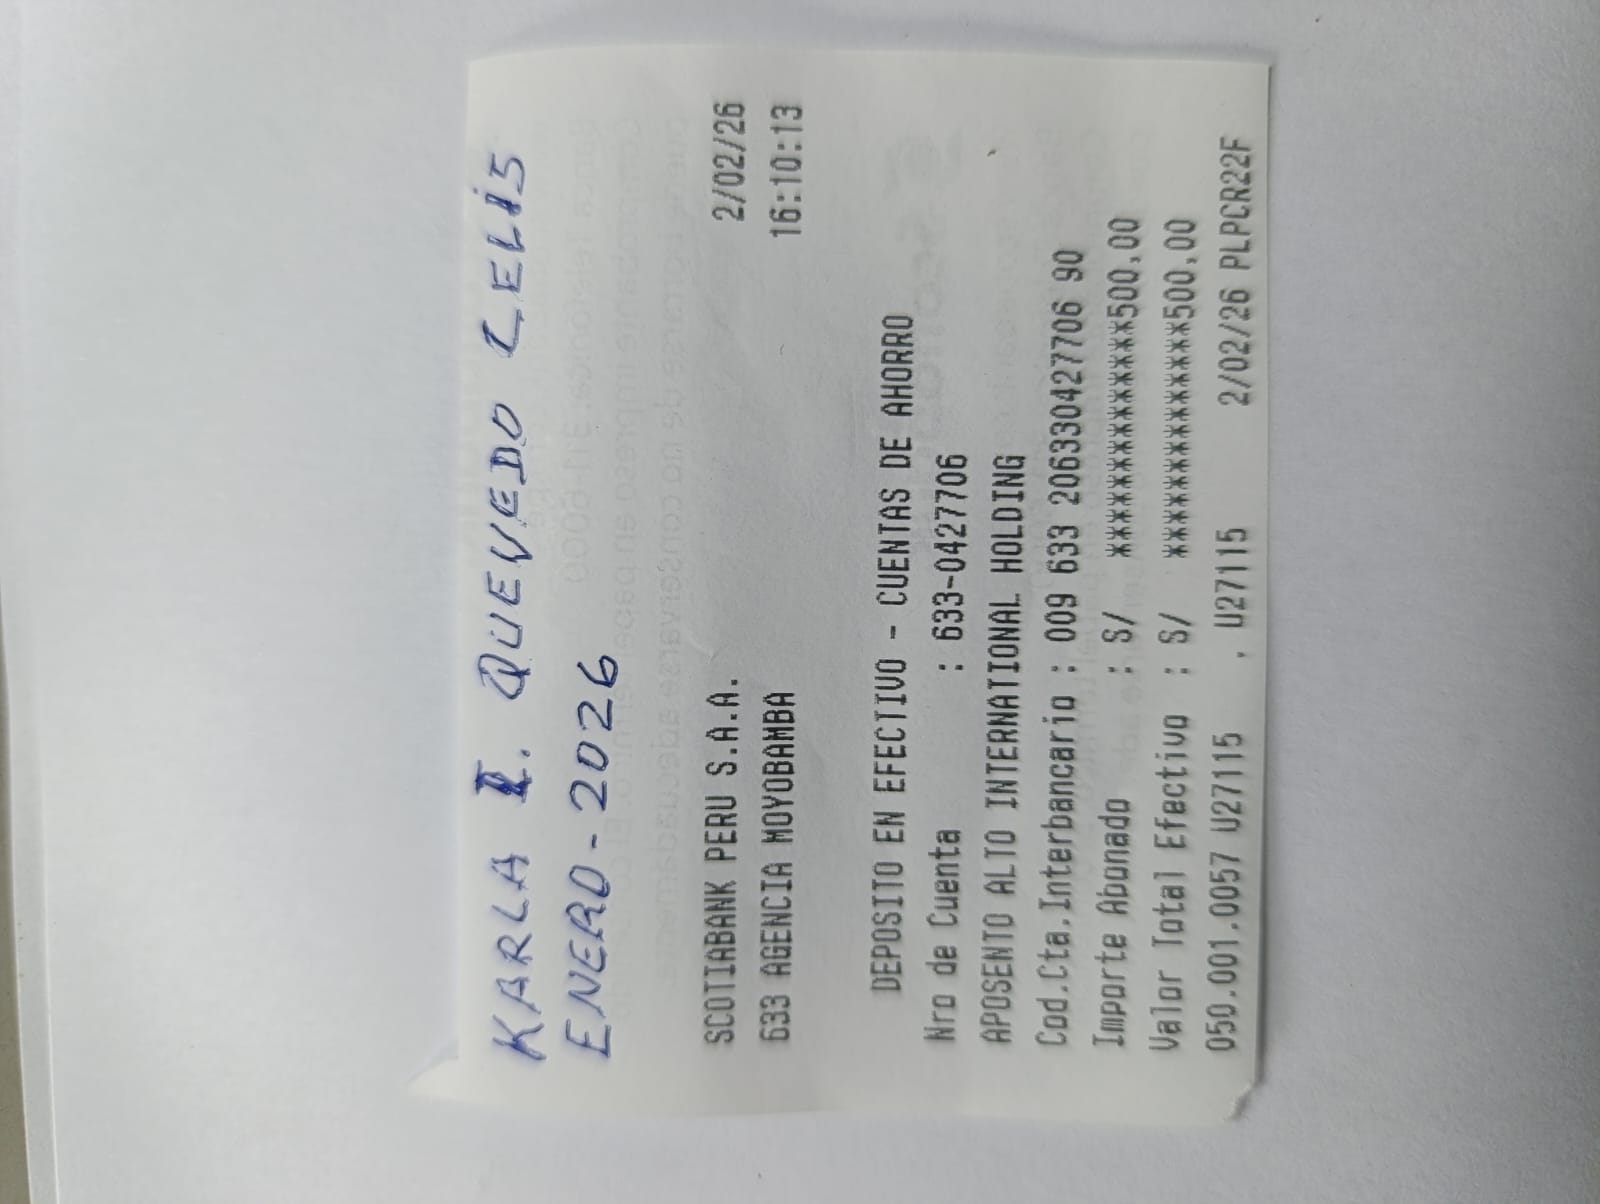 KARLA I. QUEVEDO CELIS
ENERO - 2026
SCOTIABANK PERU S.A.A. 2/02/26
633 AGENCIA MOYOBAMBA 16:10:13
DEPOSITO EN EFECTIVO - CUENTAS DE AHORRO
Nro de Cuenta : 633-0427706
APOSENTO ALTO INTERNATIONAL HOLDING
Cod.Cta.Interbancario : 009 633 206330427706 90
Importe Abonado : S/ **************500,00
Valor Total Efectivo : S/ **************500,00
050.001.0057 U27115 . U27115 2/02/26 PLPCR22F